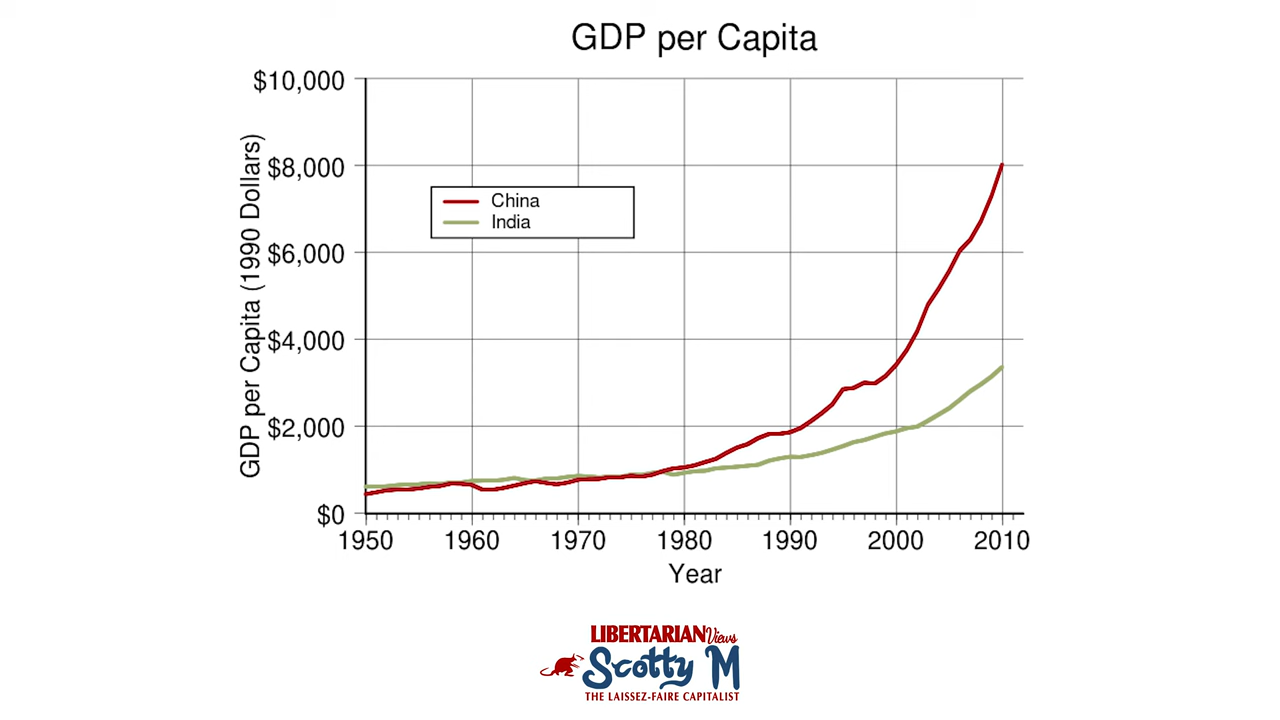 GDP per Capita
$10,000
$8,000
$6,000
$4,000
$2,000
$0
GDP per Capita (1990 Dollars)
China
India
1950 1960 1970 1980 1990 2000 2010
Year
LIBERTARIAN Views
Scotty M
THE LAISSEZ-FAIRE CAPITALIST